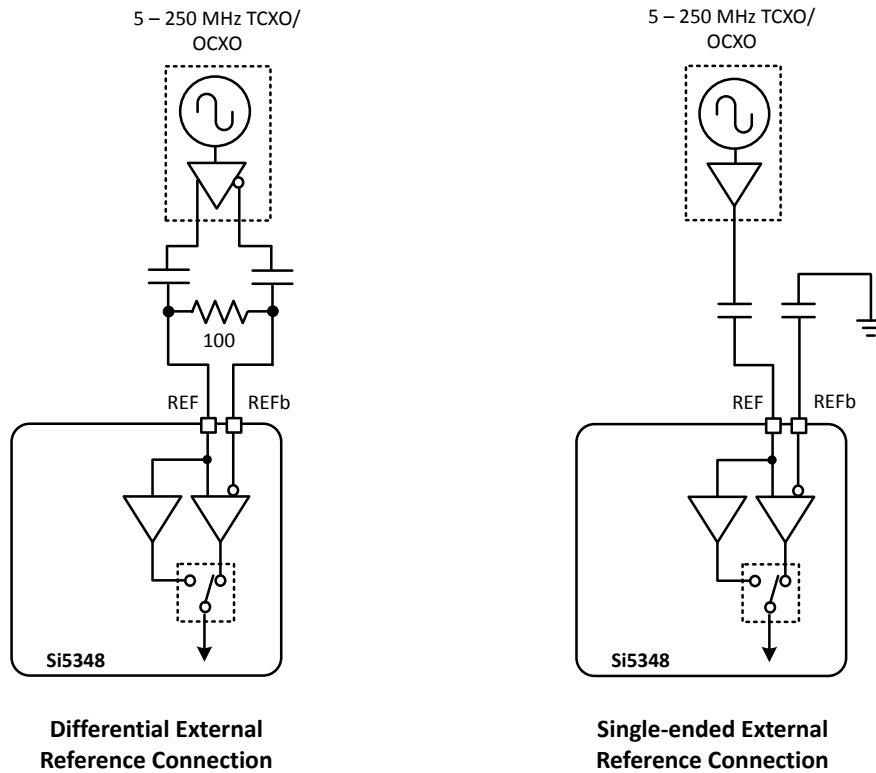 5 – 250 MHz TCXO/
OCXO
100
REF
REFb
Si5348
Differential External
Reference Connection
5 – 250 MHz TCXO/
OCXO
REF
REFb
Si5348
Single-ended External
Reference Connection